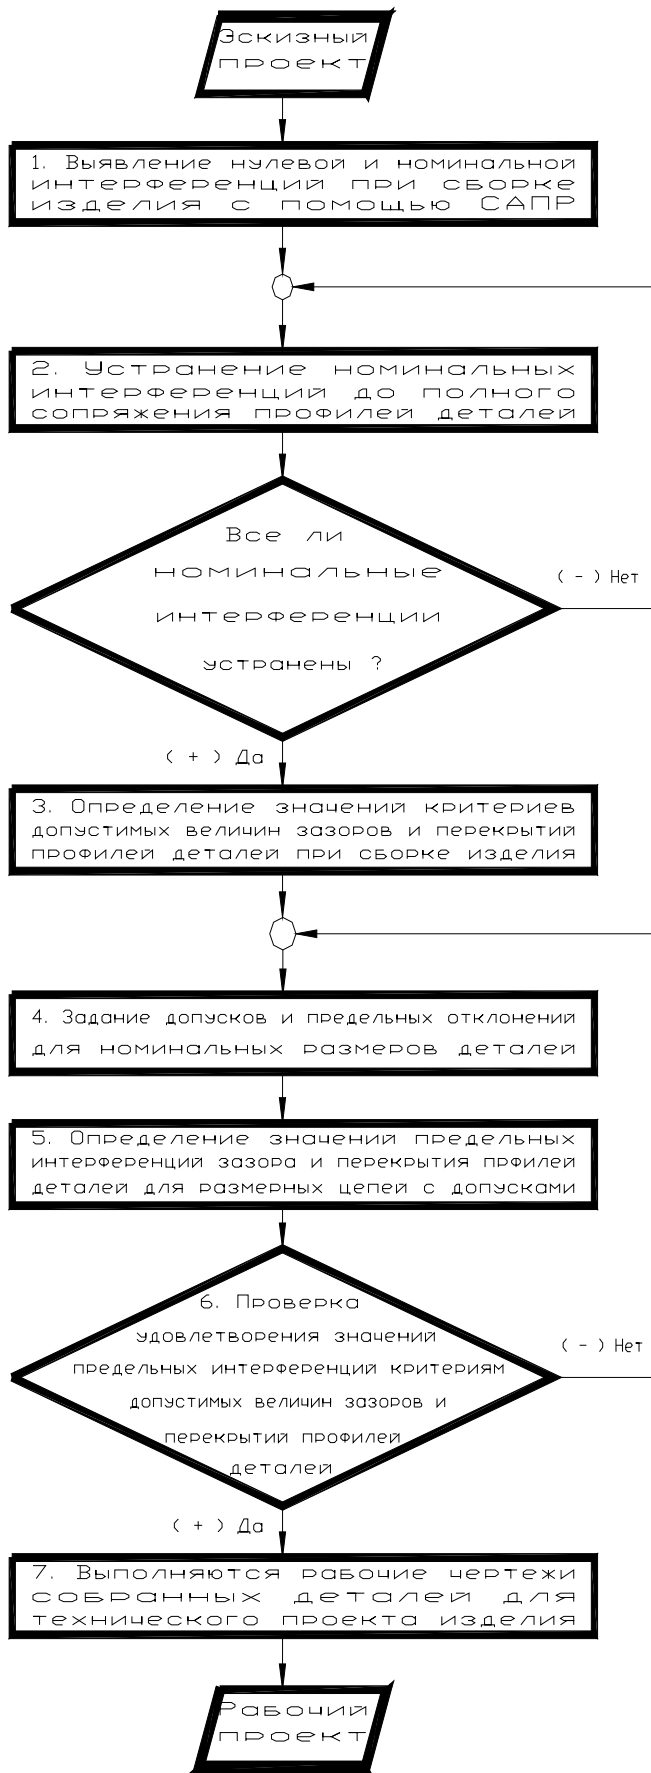 Эскизный
проект
1. Выявление нулевой и номинальной
интерференций при сборке
изделия с помощью САПР
2. Устранение номинальных
интерференций до полного
сопряжения профилей деталей
Все ли
номинальные
интерференции
устранены ?
( - ) Нет
( + ) Да
3. Определение значений критериев
допустимых величин зазоров и перекрытий
профилей деталей при сборке изделия
4. Задание допусков и предельных отклонений
для номинальных размеров деталей
5. Определение значений предельных
интерференций зазора и перекрытия прфилей
деталей для размерных цепей с допусками
6. Проверка
удовлетворения значений
предельных интерференций критериям
допустимых величин зазоров и
перекрытий профилей
деталей
( - ) Нет
( + ) Да
7. Выполняются рабочие чертежи
собранных деталей для
технического проекта изделия
Рабочий
проект